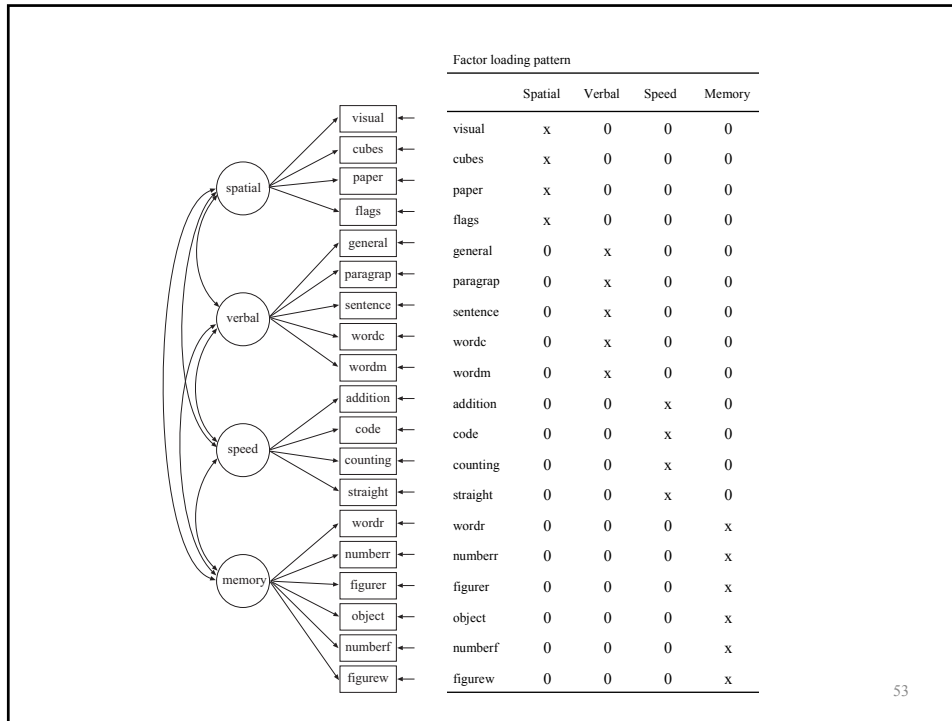 Factor loading pattern
Spatial Verbal Speed Memory
visual x 0 0 0
cubes x 0 0 0
paper x 0 0 0
flags x 0 0 0
general 0 x 0 0
paragrap 0 x 0 0
sentence 0 x 0 0
wordc 0 x 0 0
wordm 0 x 0 0
addition 0 0 x 0
code 0 0 x 0
counting 0 0 x 0
straight 0 0 x 0
wordr 0 0 0 x
numberr 0 0 0 x
figurer 0 0 0 x
object 0 0 0 x
numberf 0 0 0 x
figurew 0 0 0 x
spatial
verbal
speed
memory
visual
cubes
paper
flags
general
paragrap
sentence
wordc
wordm
addition
code
counting
straight
wordr
numberr
figurer
object
numberf
figurew
53